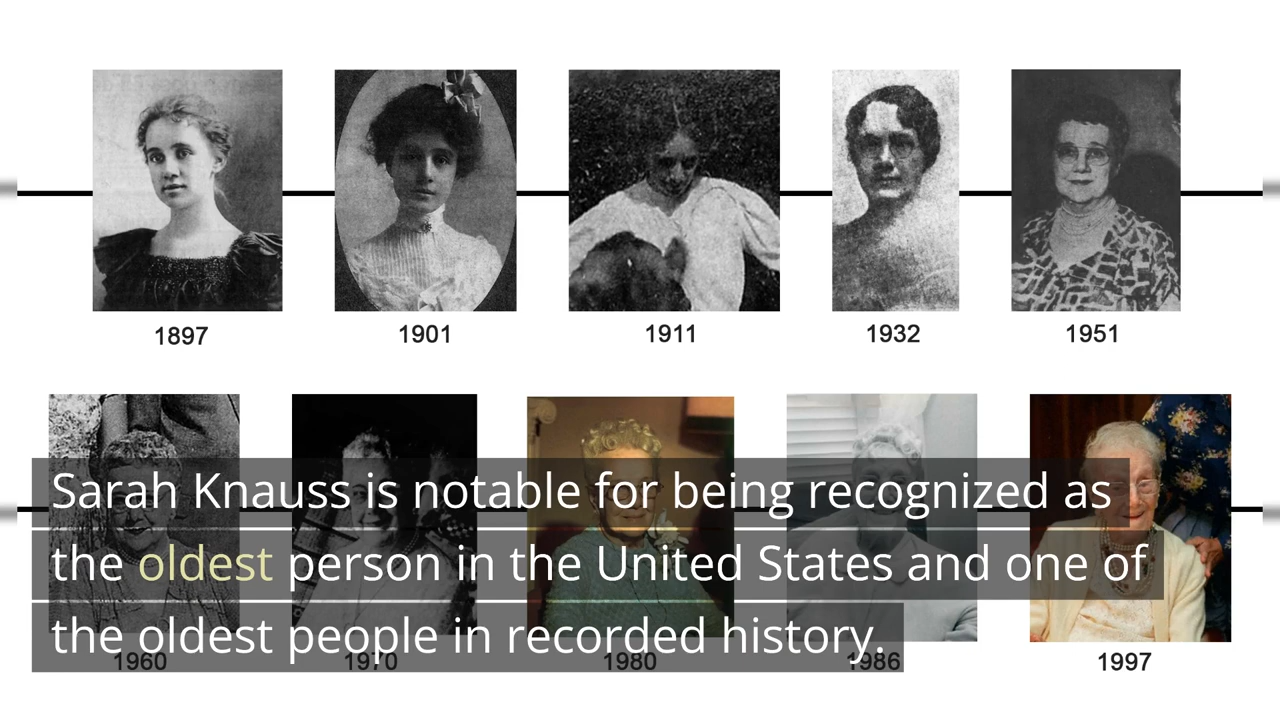 1897 1901 1911 1932 1951
Sarah Knauss is notable for being recognized as
the oldest person in the United States and one of
the oldest people in recorded history.
1960 1970 1980 1986 1997